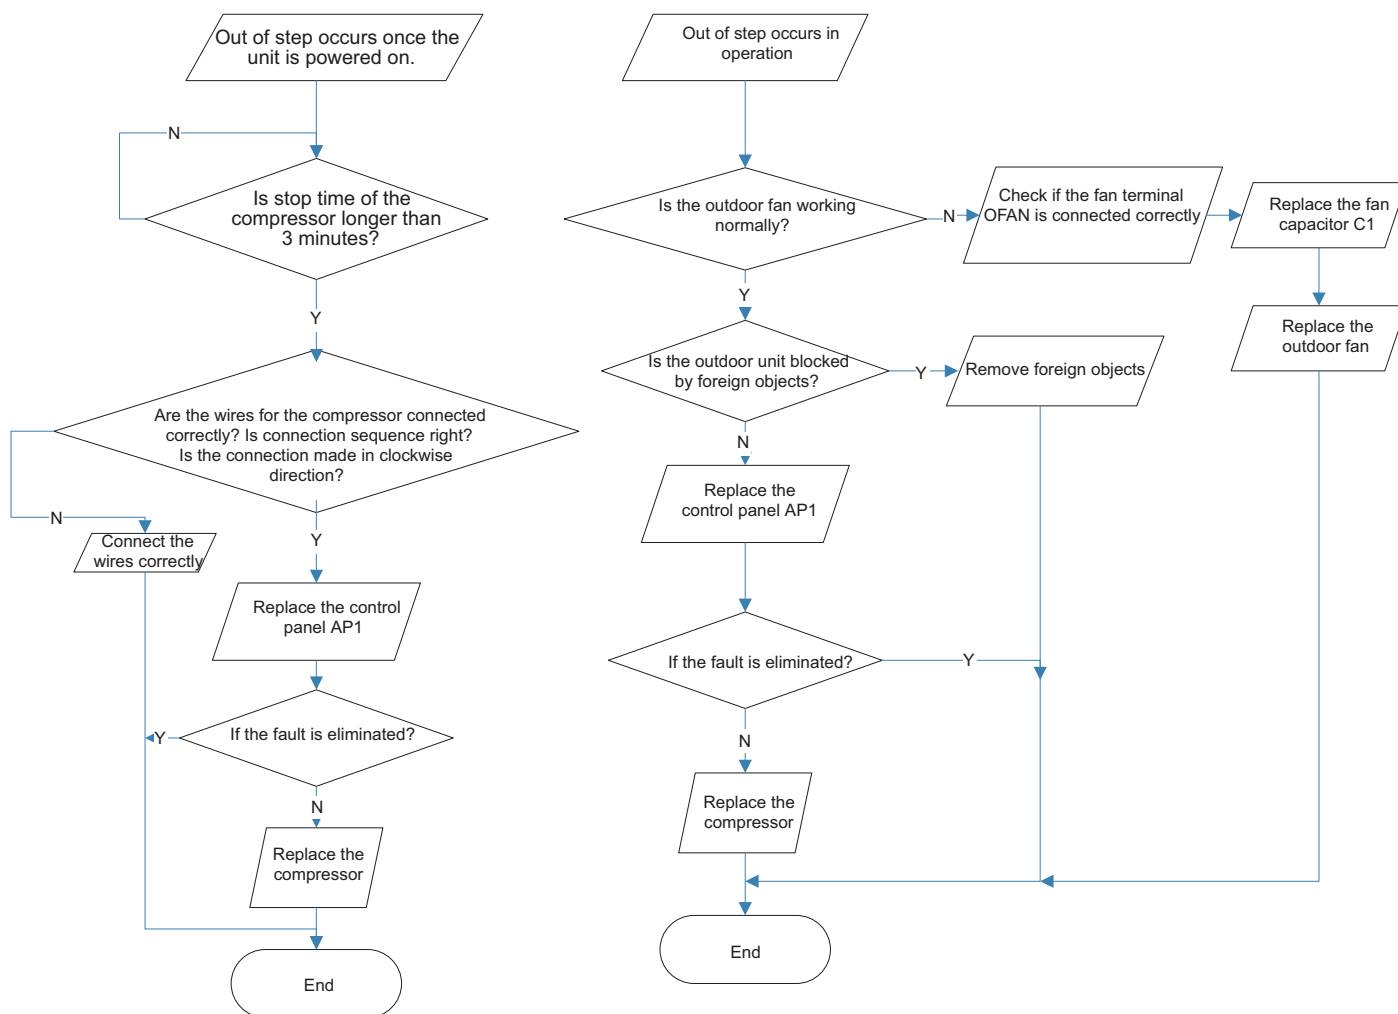 Out of step occurs once the
unit is powered on.
N
Is stop time of the
compressor longer than
3 minutes?
Y
Are the wires for the compressor connected
correctly? Is connection sequence right?
Is the connection made in clockwise
direction?
N
Connect the
wires correctly
Y
Replace the control
panel AP1
If the fault is eliminated?
Y
N
Replace the
compressor
End
Out of step occurs in
operation
Is the outdoor fan working
normally?
N
Check if the fan terminal
OFAN is connected correctly
Replace the fan
capacitor C1
Replace the
outdoor fan
Y
Is the outdoor unit blocked
by foreign objects?
Y
Remove foreign objects
N
Replace the
control panel AP1
If the fault is eliminated?
Y
N
Replace the
compressor
End